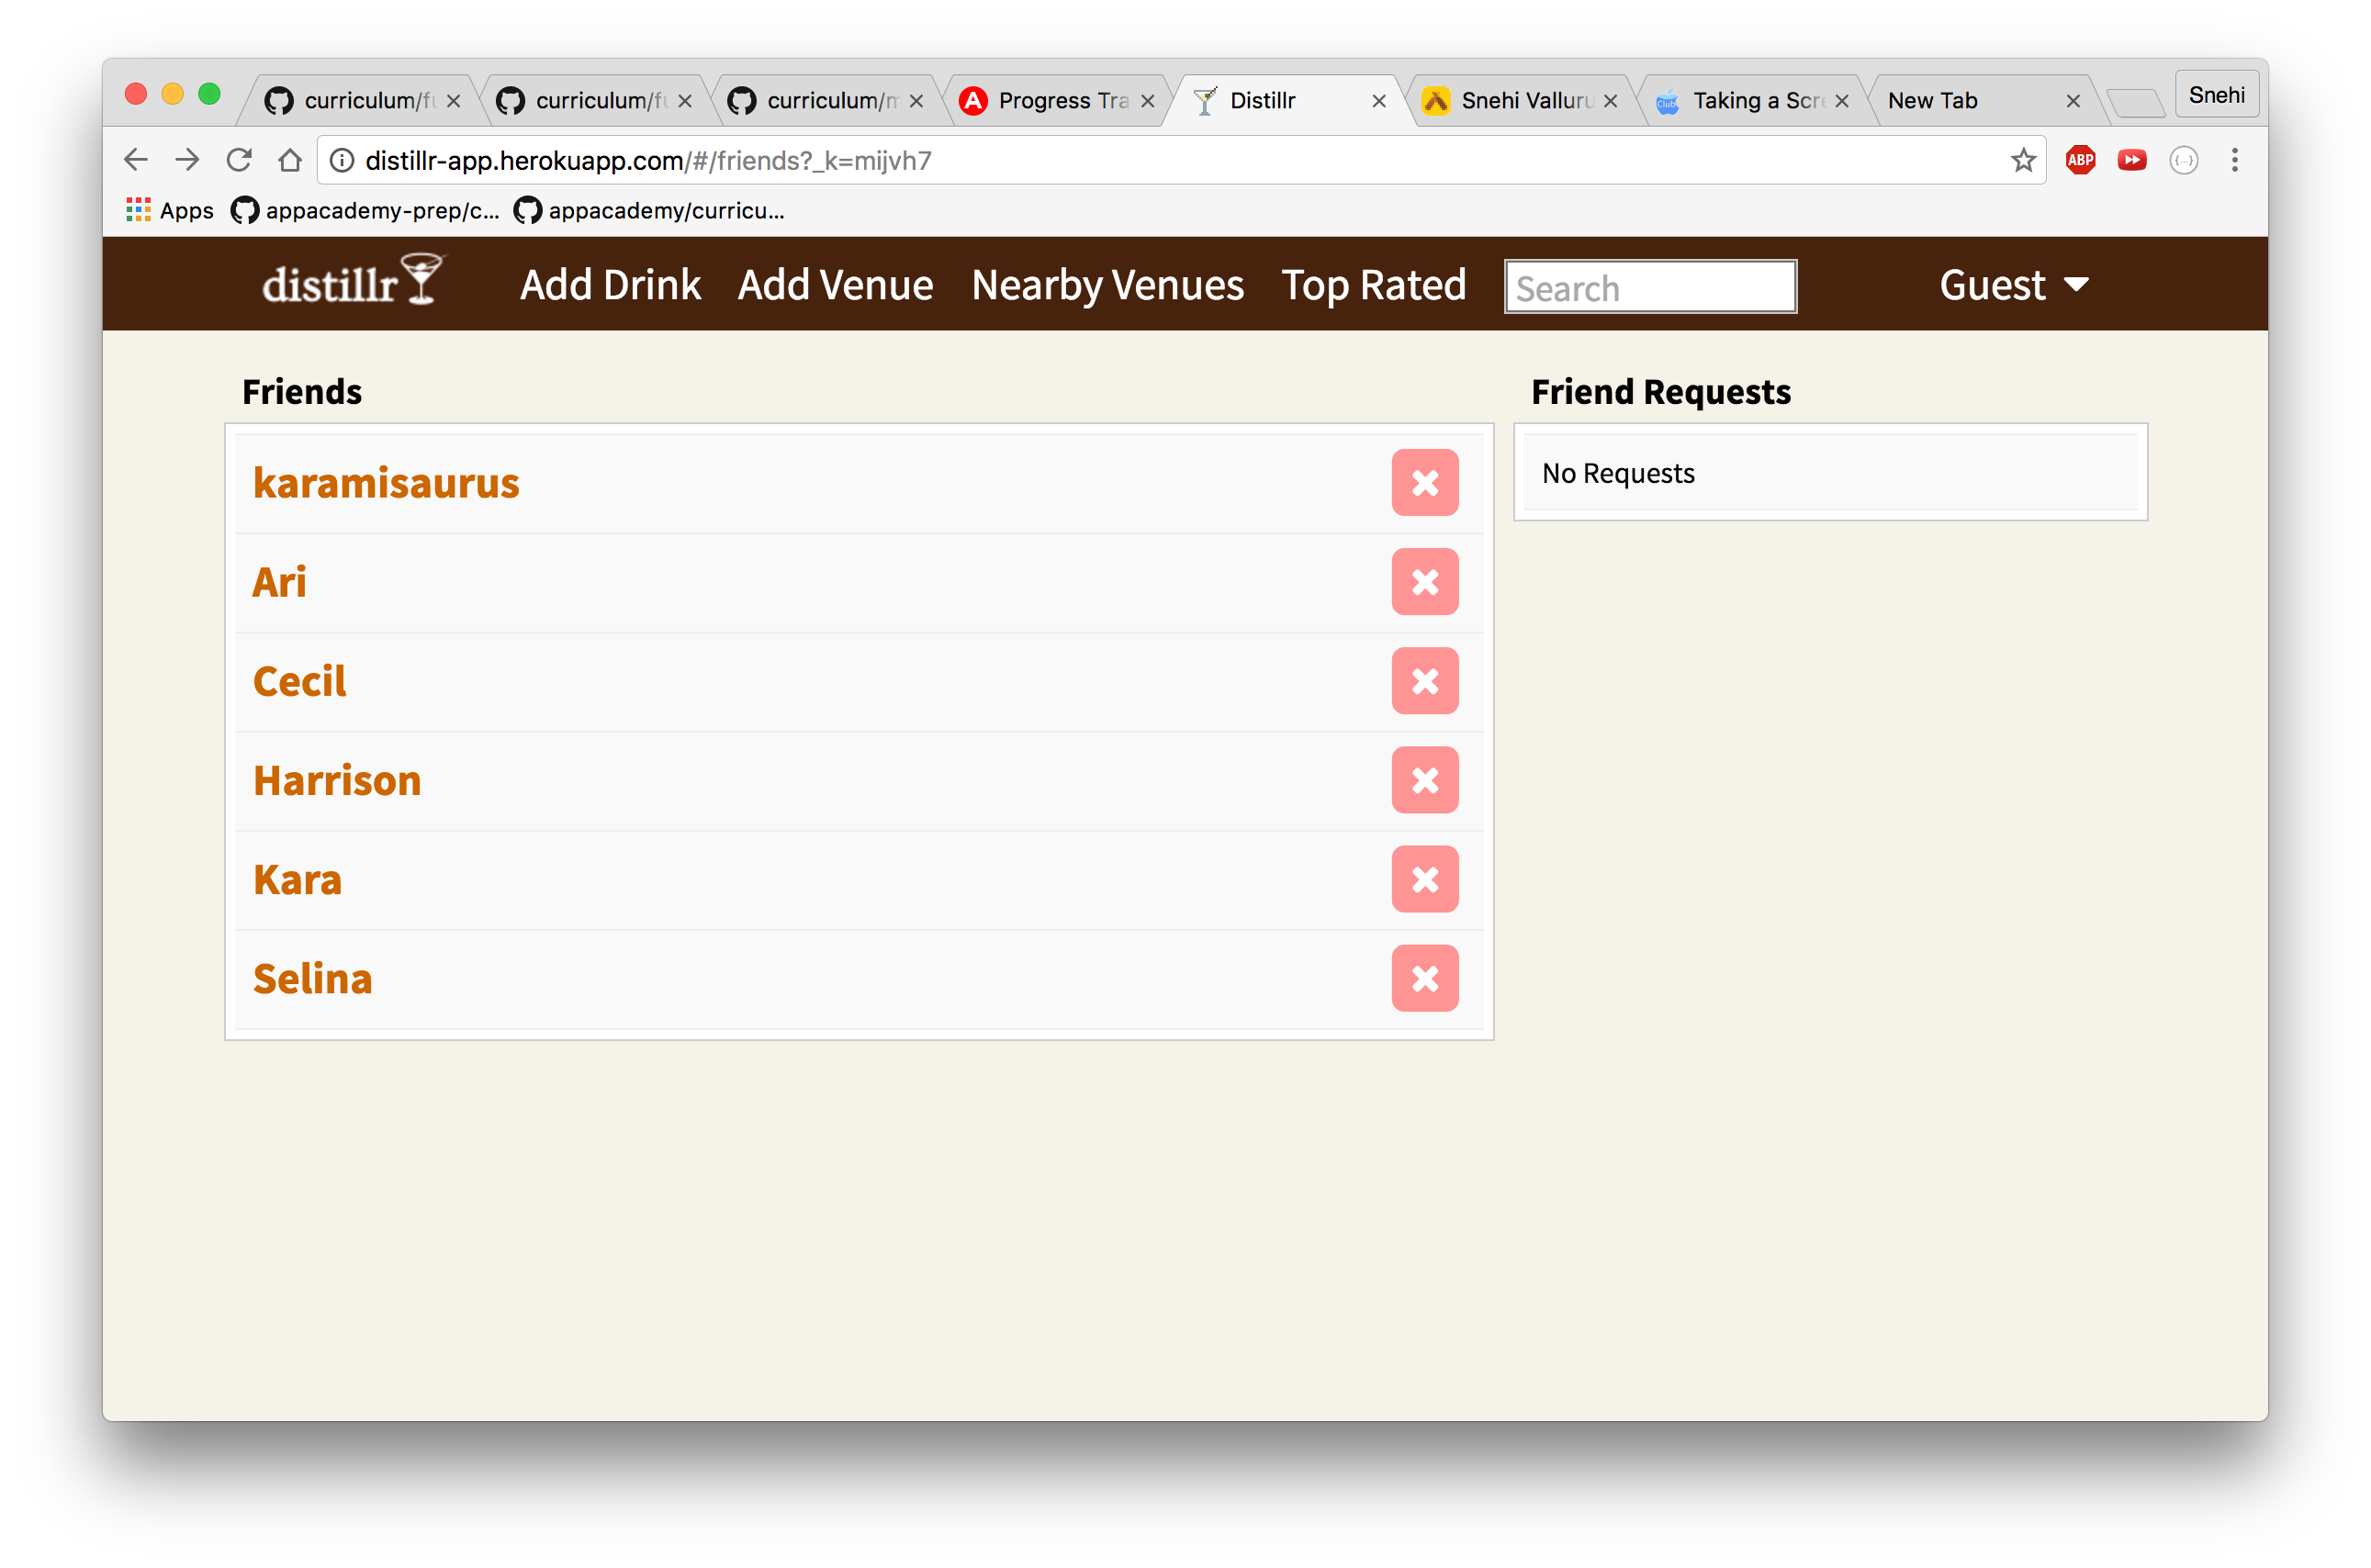 curriculum/fu curriculum/fu curriculum/m Progress Tra Distillr Snehi Valluru Taking a Scre New Tab Snehi
distillr-app.herokuapp.com/#/friends?_k=mijvh7 ABP
Apps appacademy-prep/c... appacademy/curricu...
distillr Add Drink Add Venue Nearby Venues Top Rated Search Guest
Friends
karamisaurus
Ari
Cecil
Harrison
Kara
Selina
Friend Requests
No Requests